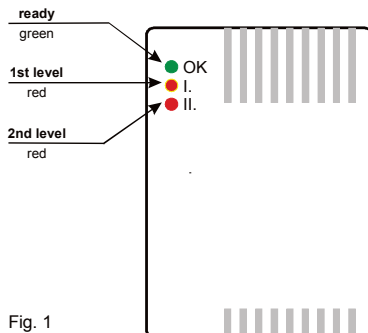 ready
green
OK
1st level
red
I.
II.
2nd level
red
Fig. 1